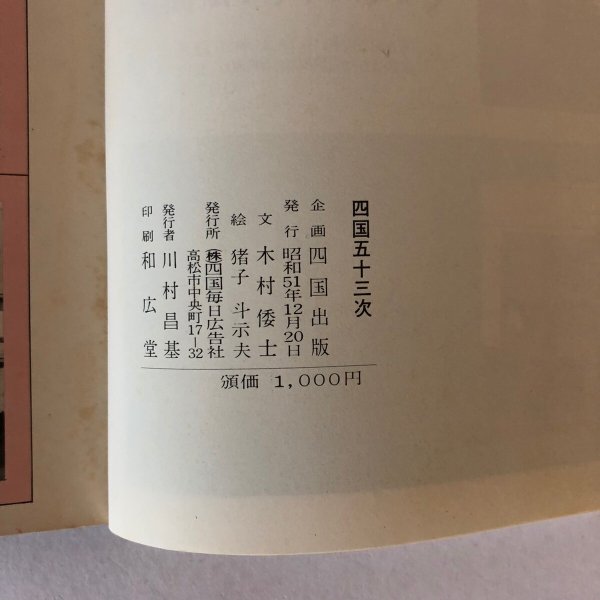 四国五十三次
企画 四国出版
発行 昭和51年12月20日
文 木村倭士
絵 猪子斗示夫
発行所 ㈱四国毎日広告社
高松市中央町17―32
発行者 川村昌基
印刷 和広堂
頒価 1,000円